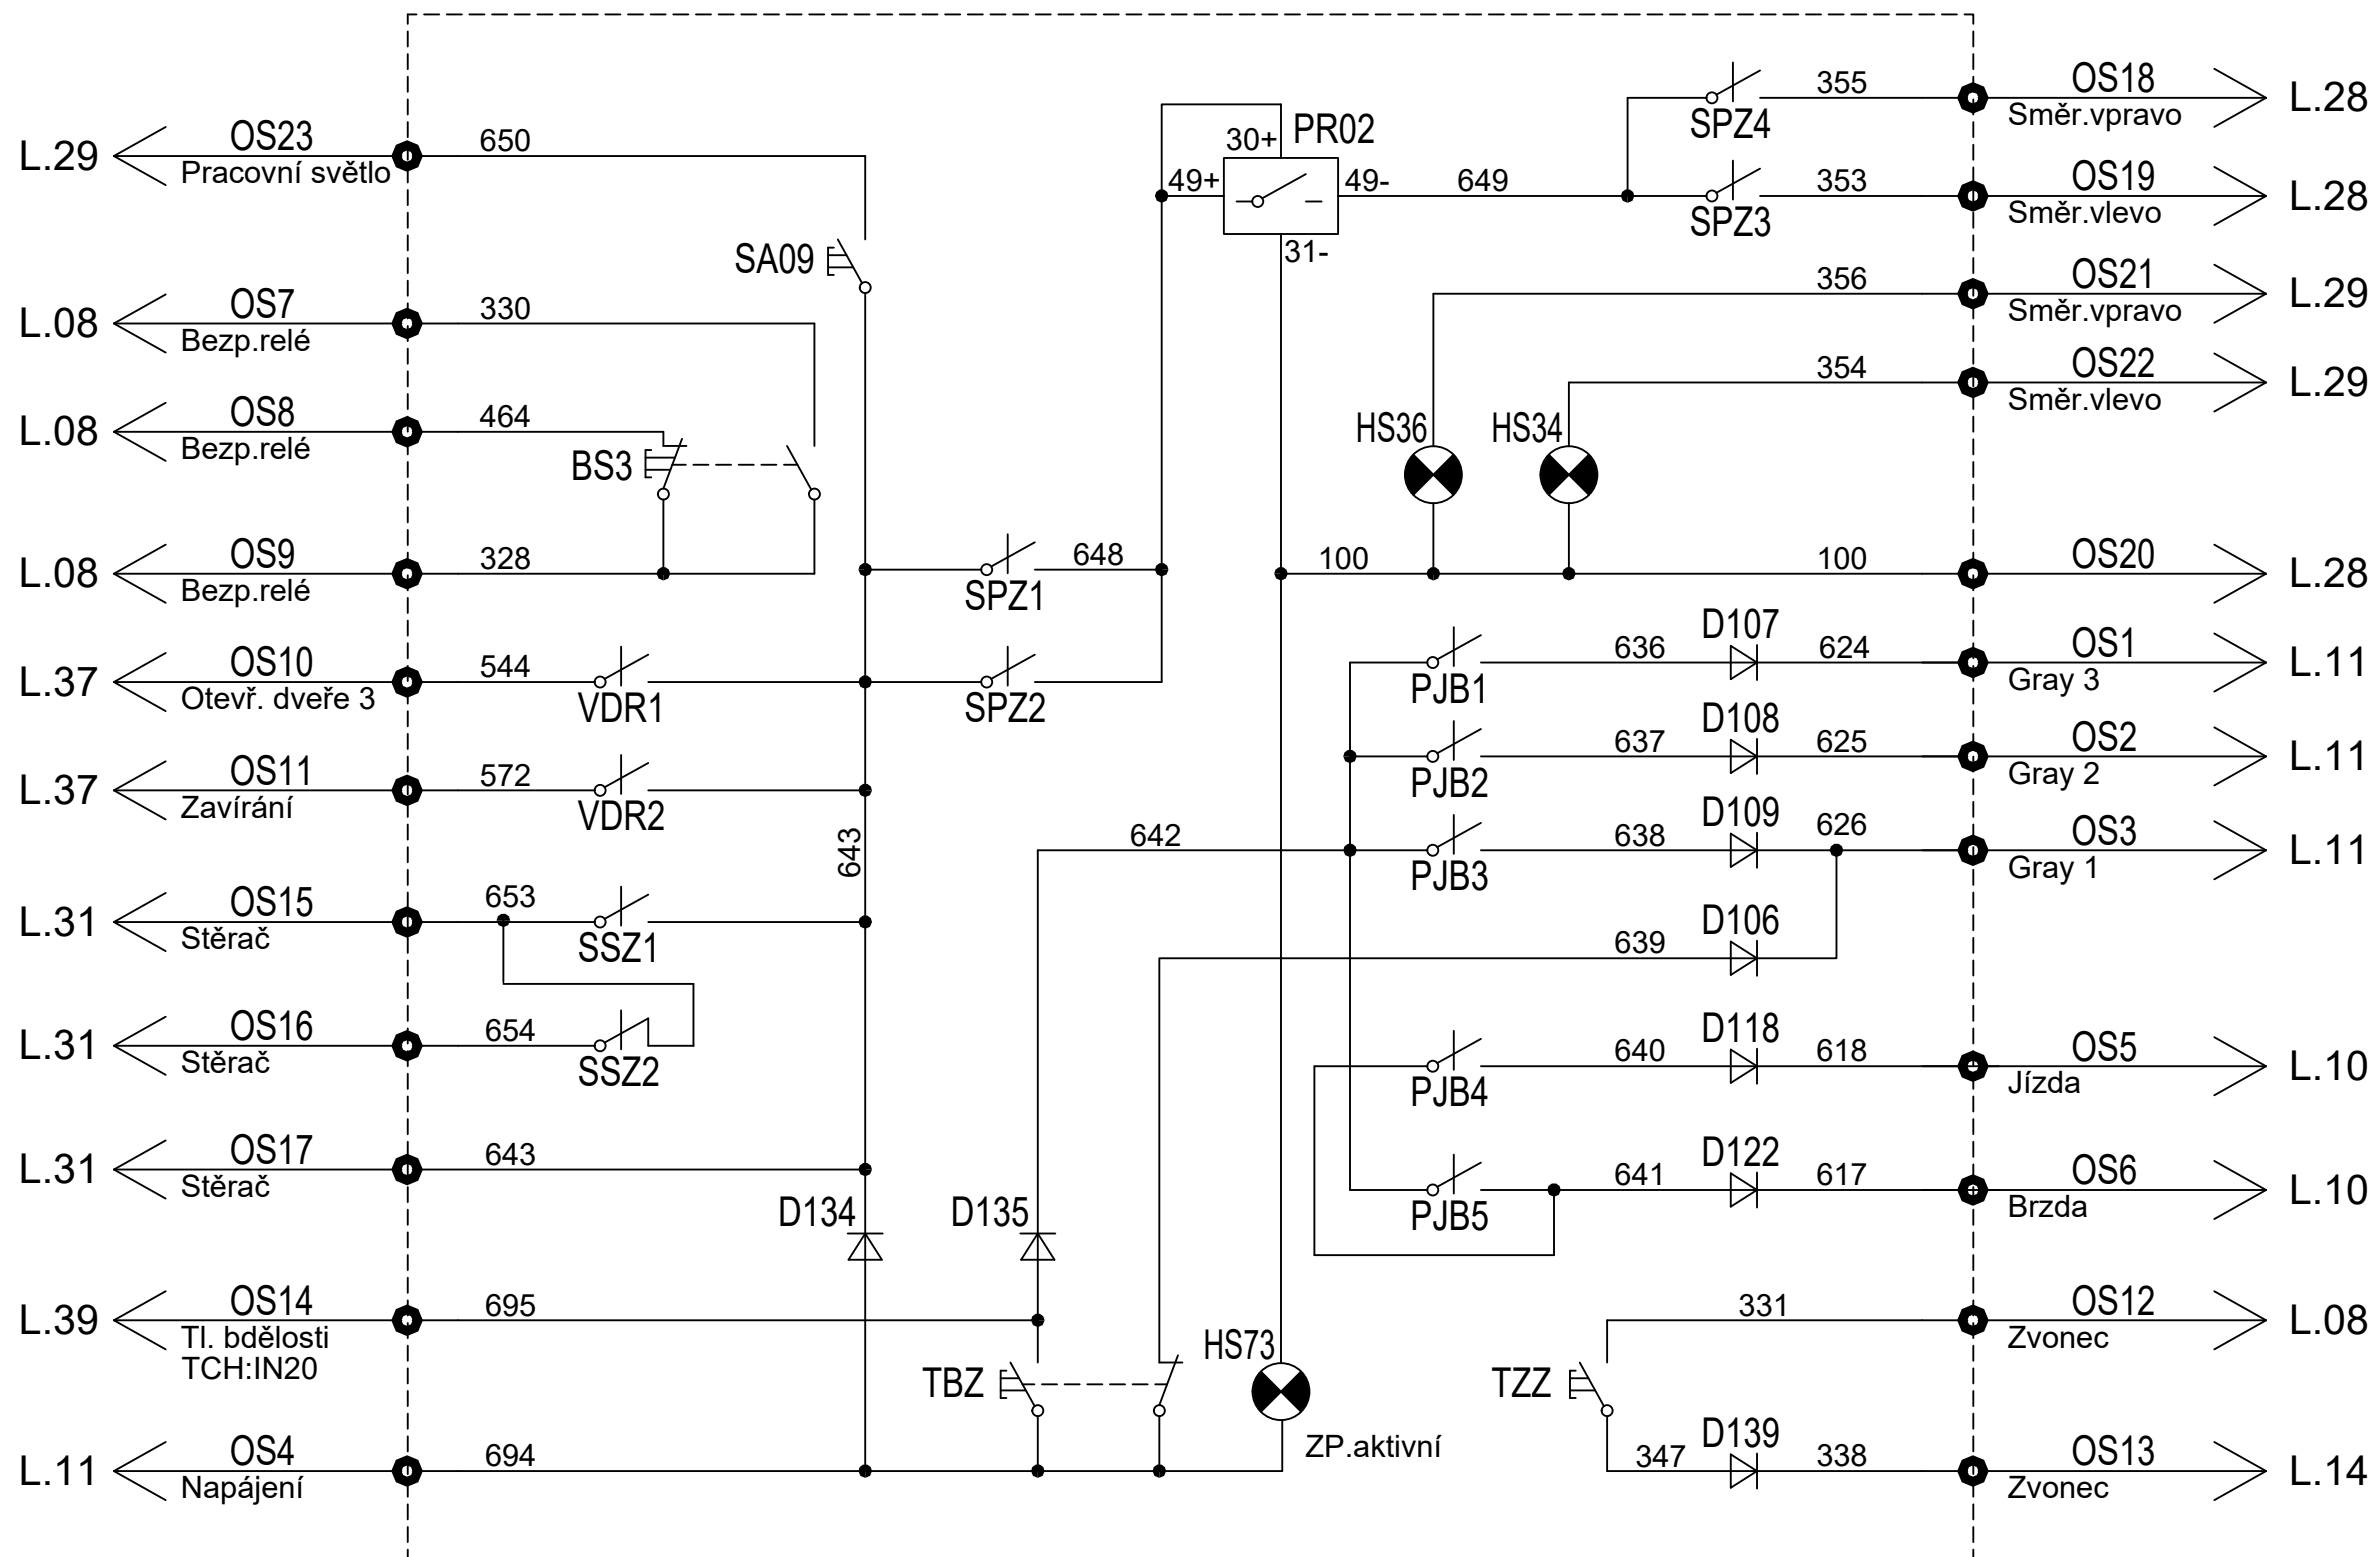 L.29
OS23
Pracovní světlo
650
L.08
OS7
Bezp.relé
330
L.08
OS8
Bezp.relé
464
L.08
OS9
Bezp.relé
328
L.37
OS10
Otevř. dveře 3
544
L.37
OS11
Zavírání
572
L.31
OS15
Stěrač
653
L.31
OS16
Stěrač
654
L.31
OS17
Stěrač
643
L.39
OS14
Tl. bdělosti
TCH:IN20
695
L.11
OS4
Napájení
694
SA09
BS3
VDR1
VDR2
643
SSZ1
SSZ2
D134
D135
TBZ
SPZ1
648
SPZ2
642
30+
PR02
49+
49-
31-
649
SPZ4
355
SPZ3
353
356
354
HS36
HS34
100
100
PJB1
636
D107
624
PJB2
637
D108
625
PJB3
638
D109
626
639
D106
PJB4
640
D118
618
PJB5
641
D122
617
HS73
ZP.aktivní
TZZ
331
347
D139
338
OS18
Směr.vpravo
L.28
OS19
Směr.vlevo
L.28
OS21
Směr.vpravo
L.29
OS22
Směr.vlevo
L.29
OS20
L.28
OS1
Gray 3
L.11
OS2
Gray 2
L.11
OS3
Gray 1
L.11
OS5
Jízda
L.10
OS6
Brzda
L.10
OS12
Zvonec
L.08
OS13
Zvonec
L.14